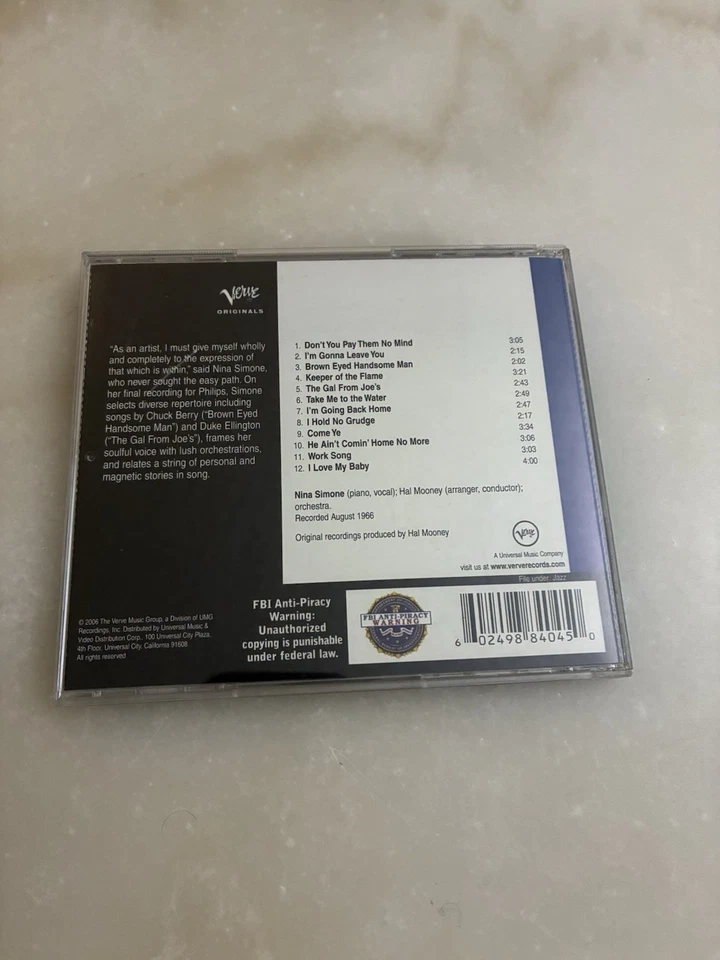 Verve
ORIGINALS
"As an artist, I must give myself wholly
and completely to the expression of
that which is within," said Nina Simone,
who never sought the easy path. On
her final recording for Philips, Simone
selects diverse repertoire including
songs by Chuck Berry ("Brown Eyed
Handsome Man") and Duke Ellington
("The Gal From Joe's"), frames her
soulful voice with lush orchestrations,
and relates a string of personal and
magnetic stories in song.
1. Don't You Pay Them No Mind 3:05
2. I'm Gonna Leave You 2:15
3. Brown Eyed Handsome Man 2:02
4. Keeper of the Flame 3:21
5. The Gal From Joe's 2:43
6. Take Me to the Water 2:49
7. I'm Going Back Home 2:47
8. I Hold No Grudge 2:17
9. Come Ye 3:34
10. He Ain't Comin' Home No More 3:06
11. Work Song 3:03
12. I Love My Baby 4:00
Nina Simone (piano, vocal); Hal Mooney (arranger, conductor);
orchestra.
Recorded August 1966
Original recordings produced by Hal Mooney
Verve
A Universal Music Company
visit us at www.ververecords.com
File under: Jazz
© 2006 The Verve Music Group, a Division of UMG
Recordings, Inc. Distributed by Universal Music &
Video Distribution Corp., 100 Universal City Plaza,
4th Floor, Universal City, California 91608.
All rights reserved
FBI Anti-Piracy
Warning:
Unauthorized
copying is punishable
under federal law.
FBI ANTI-PIRACY
WARNING
6 02498 84045 0